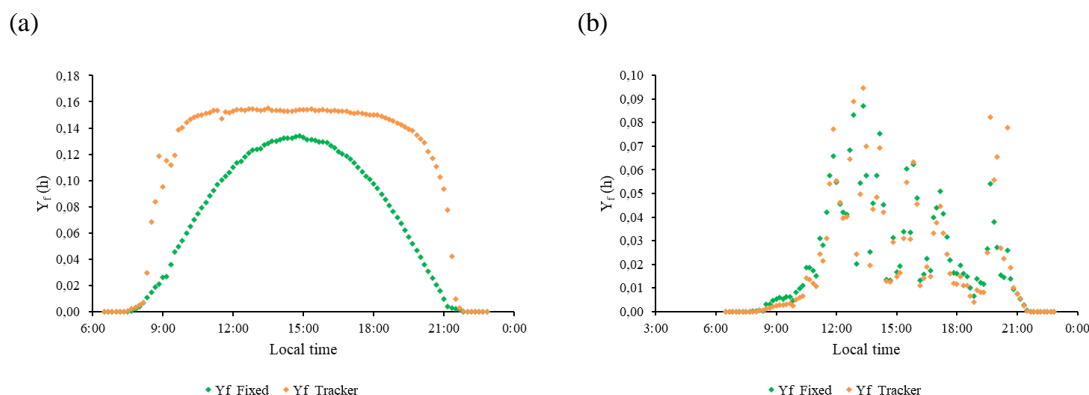 (a)
(b)
0,18
0,16
0,14
0,12
0,10
0,08
0,06
0,04
0,02
0,00
Yf (h)
6:00 9:00 12:00 15:00 18:00 21:00 0:00
Local time
Yf Fixed Yf Tracker
0,10
0,09
0,08
0,07
0,06
0,05
0,04
0,03
0,02
0,01
0,00
Yf (h)
3:00 6:00 9:00 12:00 15:00 18:00 21:00 0:00
Local time
Yf Fixed Yf Tracker